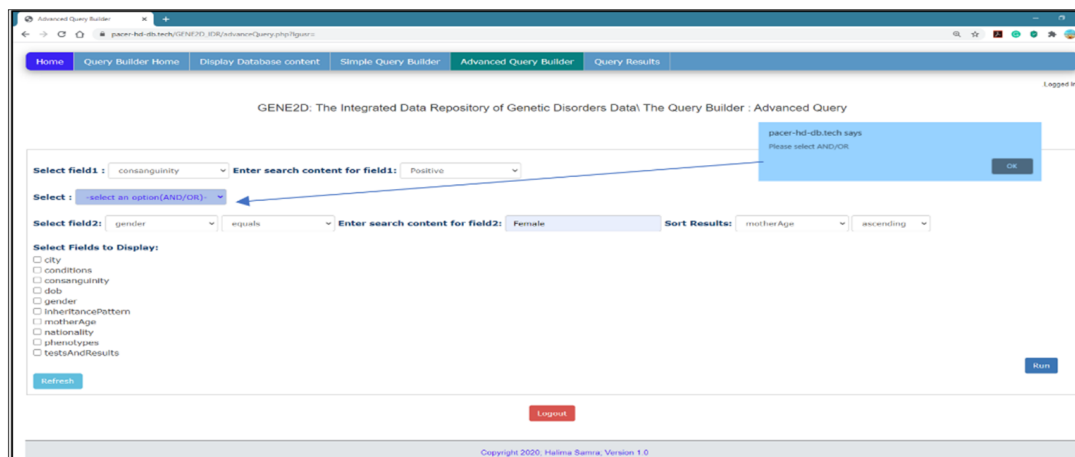 Advanced Query Builder
pacer-hd-db.tech/GENE2D_IDR/advanceQuery.php?igusr=
Home Query Builder Home Display Database content Simple Query Builder Advanced Query Builder Query Results
Logged in
GENE2D: The Integrated Data Repository of Genetic Disorders Data\ The Query Builder : Advanced Query
pacer-hd-db.tech says
Please select AND/OR
OK
Select field1 : consanguinity Enter search content for field1: Positive
Select : -select an option(AND/OR)-
Select field2: gender equals Enter search content for field2: Female Sort Results: motherAge ascending
Select Fields to Display:
city
conditions
consanguinity
dob
gender
inheritancePattern
motherAge
nationality
phenotypes
testsAndResults
Run
Refresh
Logout
Copyright 2020, Halima Samra, Version 1.0